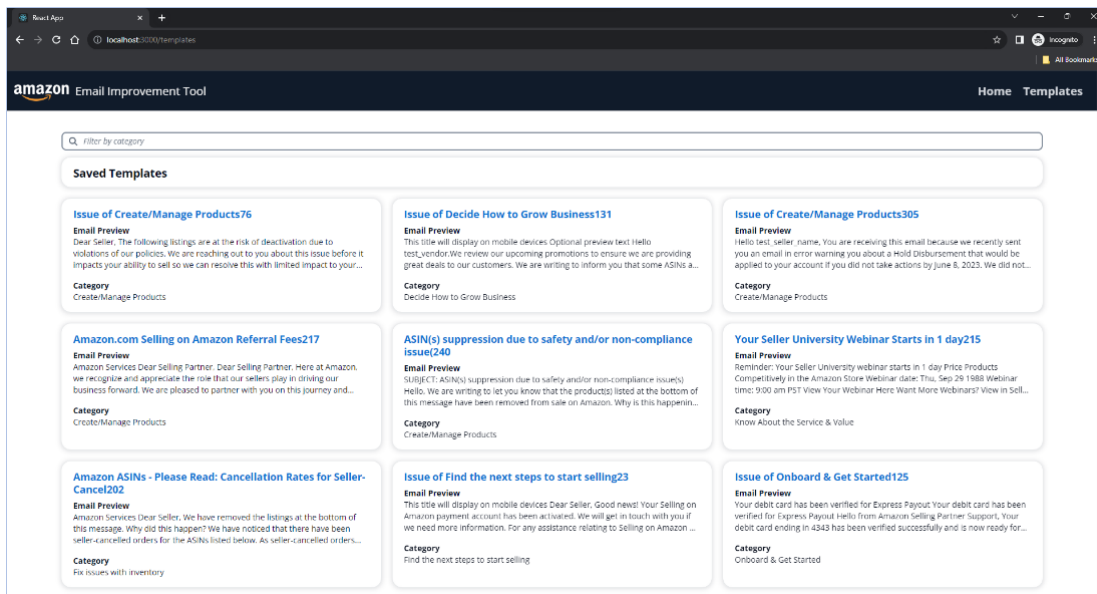 React App
localhost:3000/templates
Incognito
All Bookmarks
amazon Email Improvement Tool
Home Templates
Filter by category
Saved Templates
Issue of Create/Manage Products76
Email Preview
Dear Seller, The following listings are at the risk of deactivation due to
violations of our policies. We are reaching out to you about this issue before it
impacts your ability to sell so we can resolve this with limited impact to your...
Category
Create/Manage Products
Issue of Decide How to Grow Business131
Email Preview
This title will display on mobile devices Optional preview text Hello
test_vendor.We review our upcoming promotions to ensure we are providing
great deals to our customers. We are writing to inform you that some ASINs a...
Category
Decide How to Grow Business
Issue of Create/Manage Products305
Email Preview
Hello test_seller_name, You are receiving this email because we recently sent
you an email in error warning you about a Hold Disbursement that would be
applied to your account if you did not take actions by June 8, 2023. We did not...
Category
Create/Manage Products
Amazon.com Selling on Amazon Referral Fees217
Email Preview
Amazon Services Dear Selling Partner, Dear Selling Partner, Here at Amazon,
we recognize and appreciate the role that our sellers play in driving our
business forward. We are pleased to partner with you on this journey and...
Category
Create/Manage Products
ASIN(s) suppression due to safety and/or non-compliance
issue(240
Email Preview
SUBJECT: ASIN(s) suppression due to safety and/or non-compliance issue(s)
Hello, We are writing to let you know that the product(s) listed at the bottom of
this message have been removed from sale on Amazon. Why is this happenin...
Category
Create/Manage Products
Your Seller University Webinar Starts in 1 day215
Email Preview
Reminder: Your Seller University webinar starts in 1 day Price Products
Competitively in the Amazon Store Webinar date: Thu, Sep 29 1988 Webinar
time: 9:00 am PST View Your Webinar Here Want More Webinars? View in Sell...
Category
Know About the Service & Value
Amazon ASINs - Please Read: Cancellation Rates for Seller-
Cancel202
Email Preview
Amazon Services Dear Seller, We have removed the listings at the bottom of
this message. Why did this happen? We have noticed that there have been
seller-cancelled orders for the ASINs listed below. As seller-cancelled orders...
Category
Fix issues with inventory
Issue of Find the next steps to start selling23
Email Preview
This title will display on mobile devices Dear Seller, Good news! Your Selling on
Amazon payment account has been activated. We will get in touch with you if
we need more information. For any assistance relating to Selling on Amazon ...
Category
Find the next steps to start selling
Issue of Onboard & Get Started125
Email Preview
Your debit card has been verified for Express Payout Your debit card has been
verified for Express Payout Hello from Amazon Selling Partner Support, Your
debit card ending in 4343 has been verified successfully and is now ready for...
Category
Onboard & Get Started